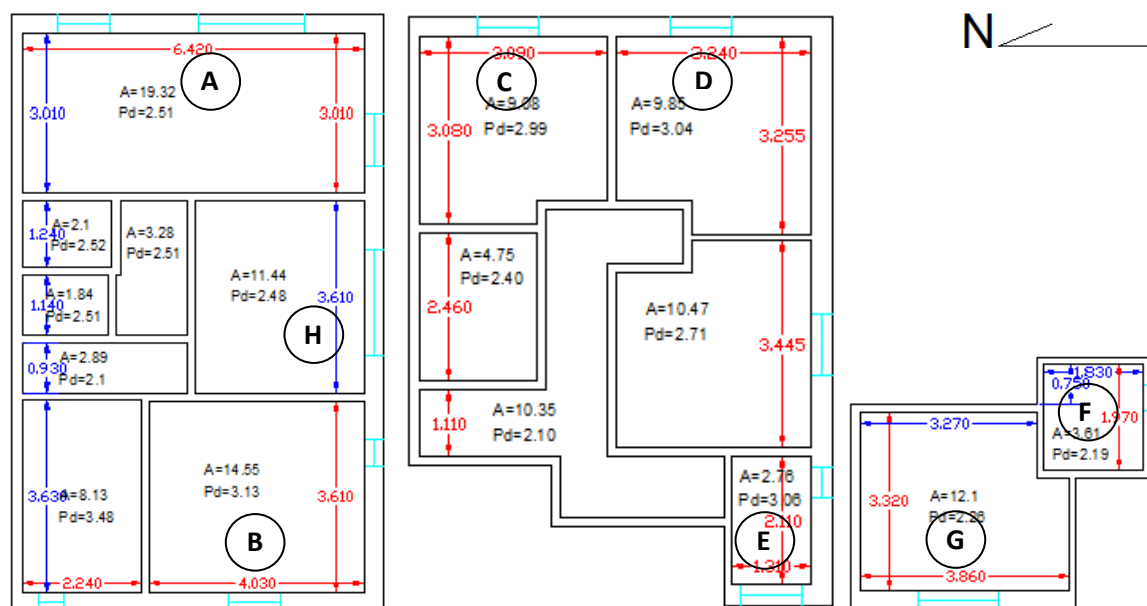 N
6.420
A
A=19.32
Pd=2.51
3.010
3.010
A=2.1
Pd=2.52
1.240
A=3.28
Pd=2.51
A=1.84
Pd=2.51
1.140
A=11.44
Pd=2.48
3.610
H
A=2.89
Pd=2.1
0.930
A=8.13
Pd=3.48
3.630
2.240
A=14.55
Pd=3.13
3.610
B
4.030
3.090
C
A=9.08
Pd=2.99
3.080
3.240
D
A=9.85
Pd=3.04
3.255
A=4.75
Pd=2.40
2.460
A=10.47
Pd=2.71
3.445
A=10.35
Pd=2.10
1.110
A=2.76
Pd=3.06
2.110
E
1.310
1.830
0.750
F
1.970
A=3.61
Pd=2.19
3.270
3.320
A=12.1
Pd=2.26
G
3.860